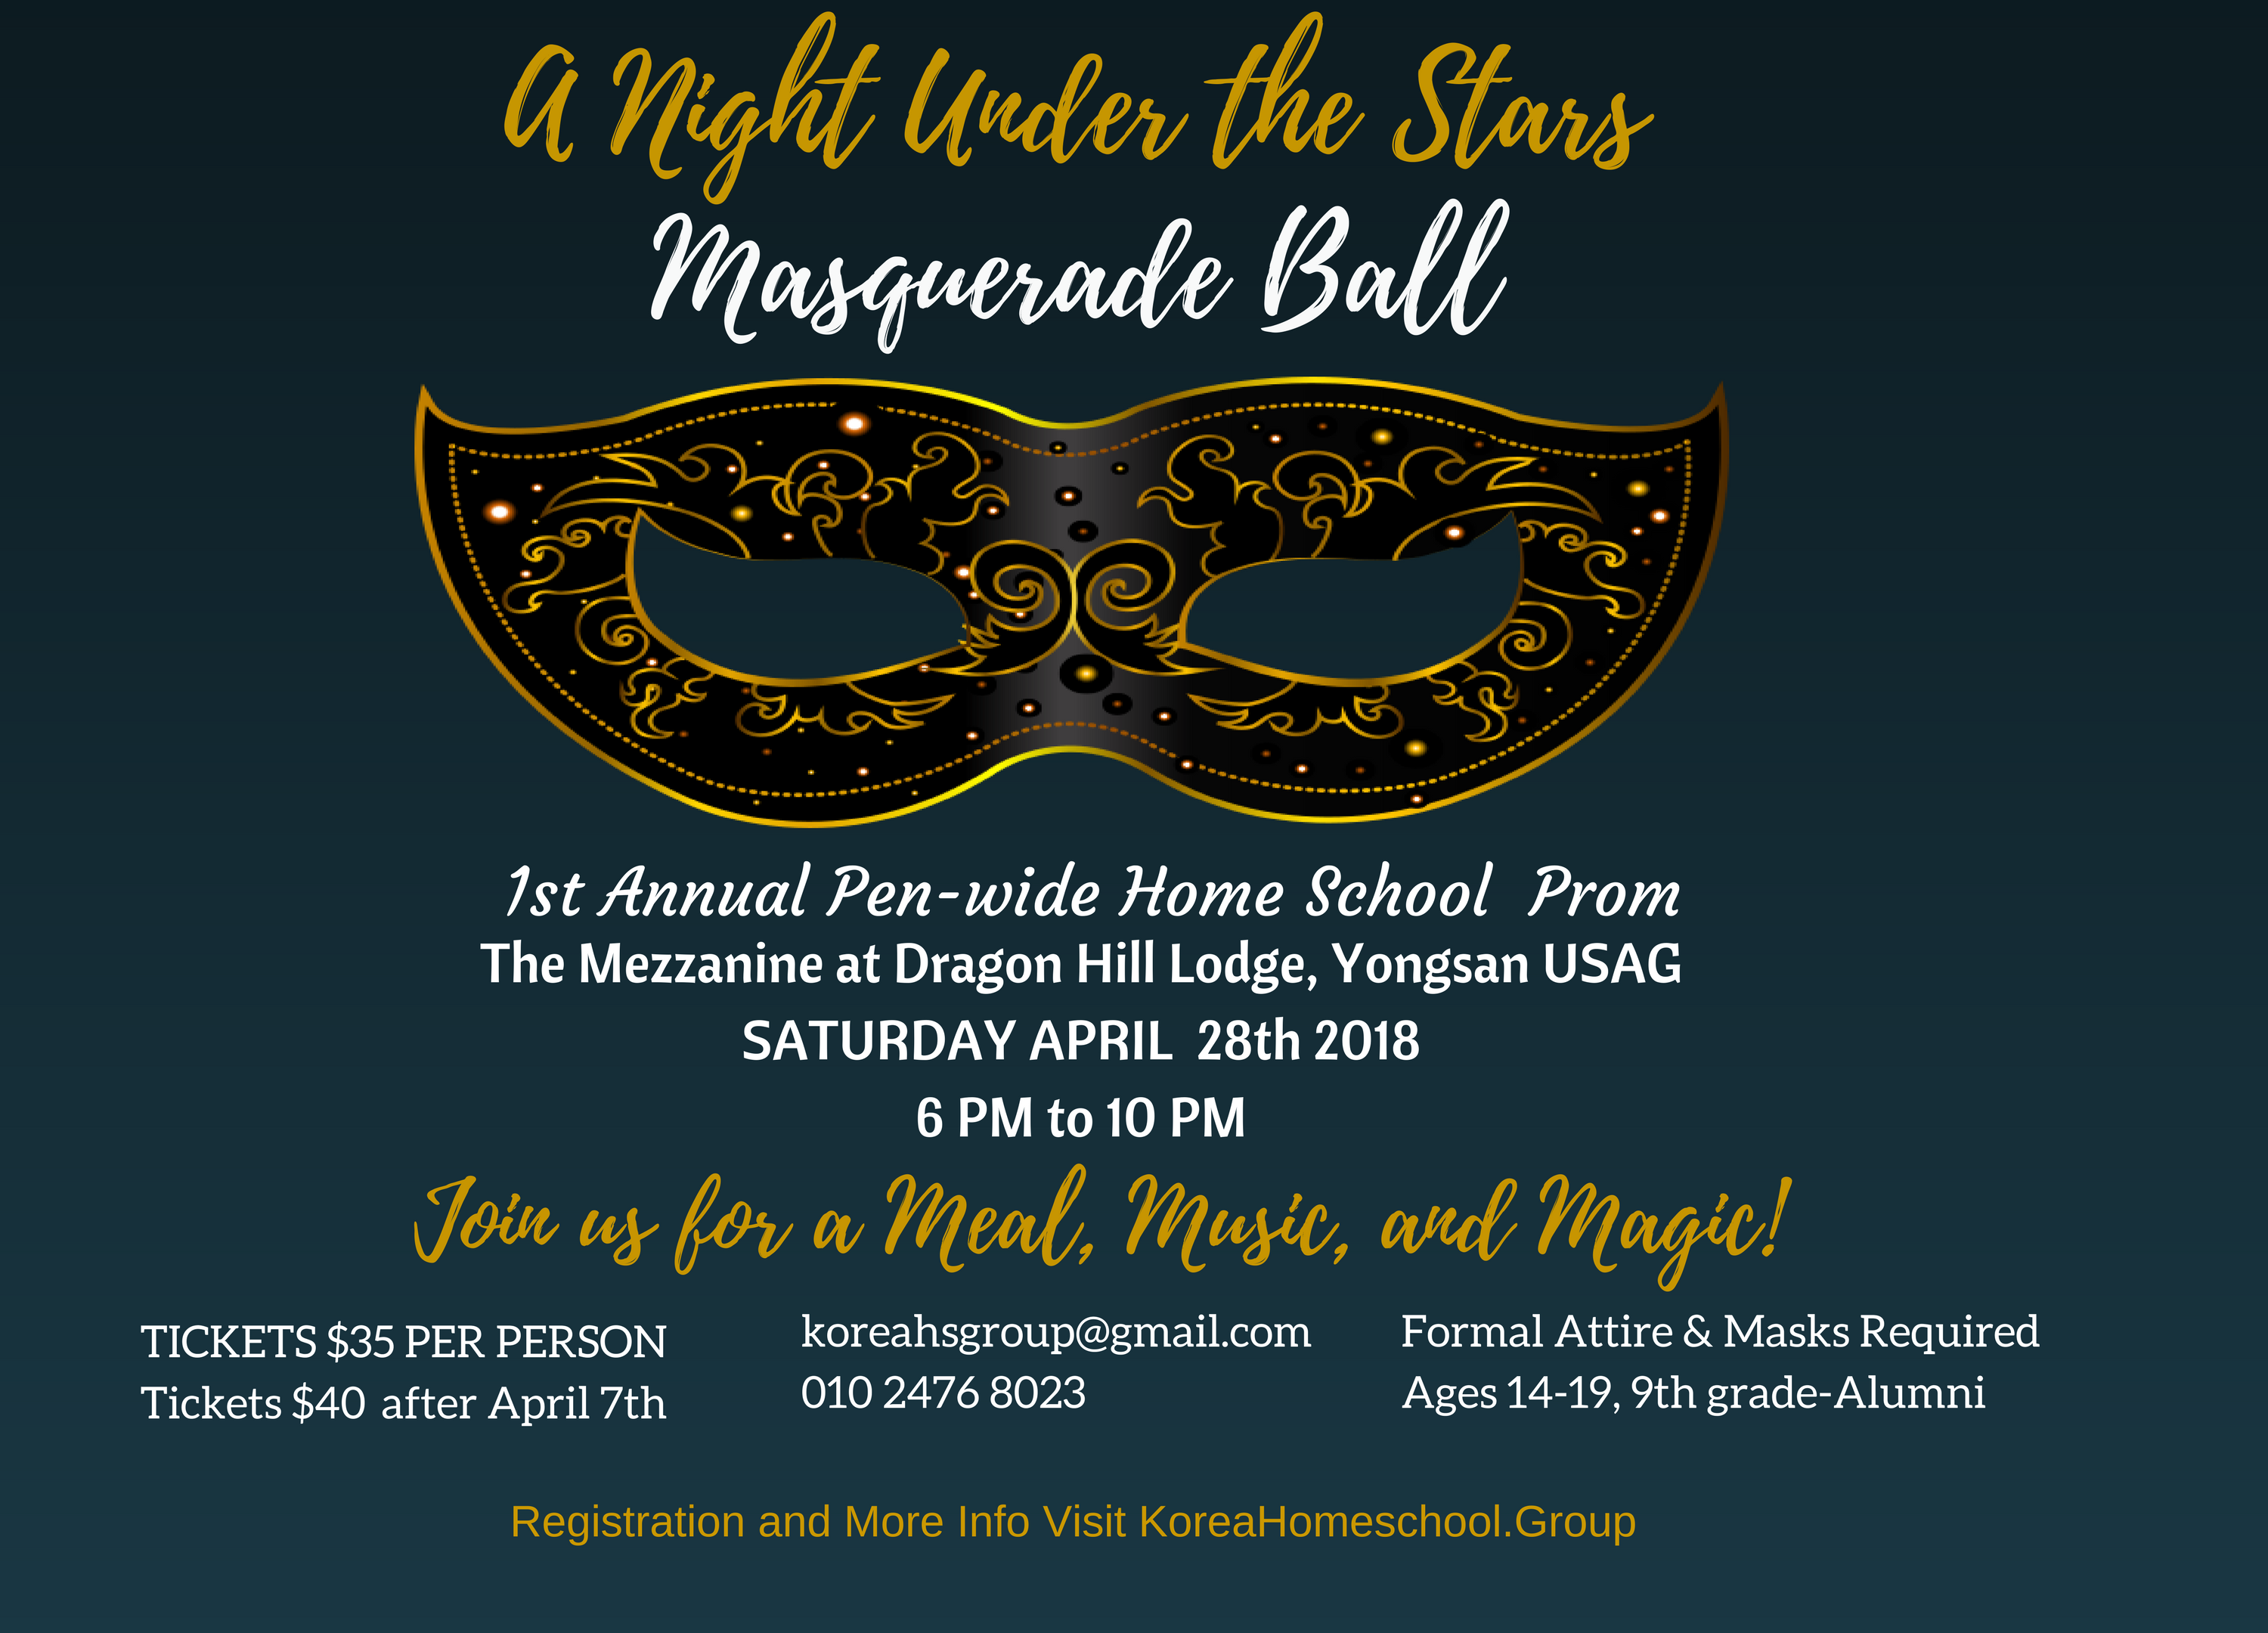 A Night Under the Stars
Masquerade Ball
1st Annual Pen-wide Home School Prom
The Mezzanine at Dragon Hill Lodge, Yongsan USAG
SATURDAY APRIL 28th 2018
6 PM to 10 PM
Join us for a Meal, Music, and Magic!
TICKETS $35 PER PERSON
Tickets $40 after April 7th
koreahsgroup@gmail.com
010 2476 8023
Formal Attire & Masks Required
Ages 14-19, 9th grade-Alumni
Registration and More Info Visit KoreaHomeschool.Group